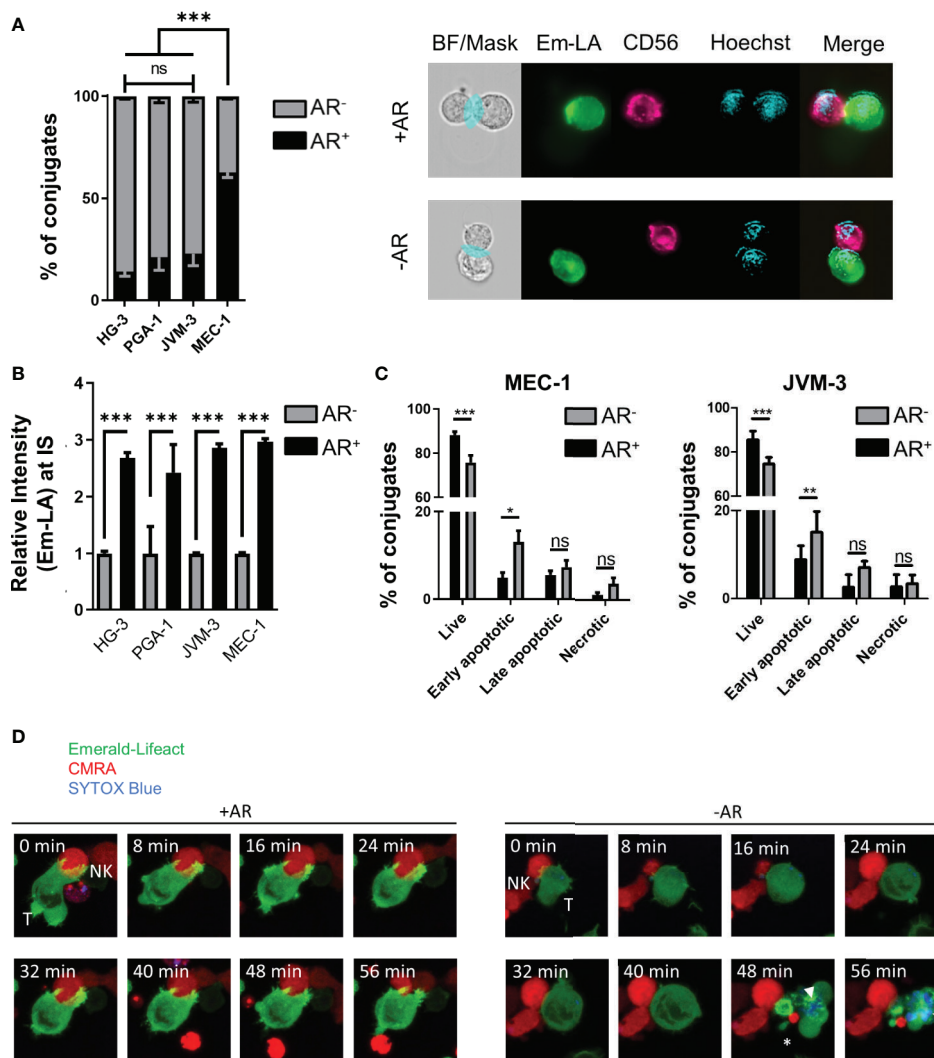 A
***
ns
100
50
0
% of conjugates
AR-
AR+
HG-3
PGA-1
JVM-3
MEC-1
BF/Mask Em-LA CD56 Hoechst Merge
+AR
-AR
B
Relative Intensity
(Em-LA) at IS
4
3
2
1
0
*** *** *** ***
AR-
AR+
HG-3
PGA-1
JVM-3
MEC-1
C
MEC-1
% of conjugates
100
80
60
20
0
***
*
ns
ns
AR-
AR+
Live
Early apoptotic
Late apoptotic
Necrotic
JVM-3
% of conjugates
100
80
60
20
0
***
**
ns
ns
AR-
AR+
Live
Early apoptotic
Late apoptotic
Necrotic
D
Emerald-Lifeact
CMRA
SYTOX Blue
+AR
0 min 8 min 16 min 24 min
NK
T
32 min 40 min 48 min 56 min
-AR
0 min 8 min 16 min 24 min
NK
T
32 min 40 min 48 min 56 min
*